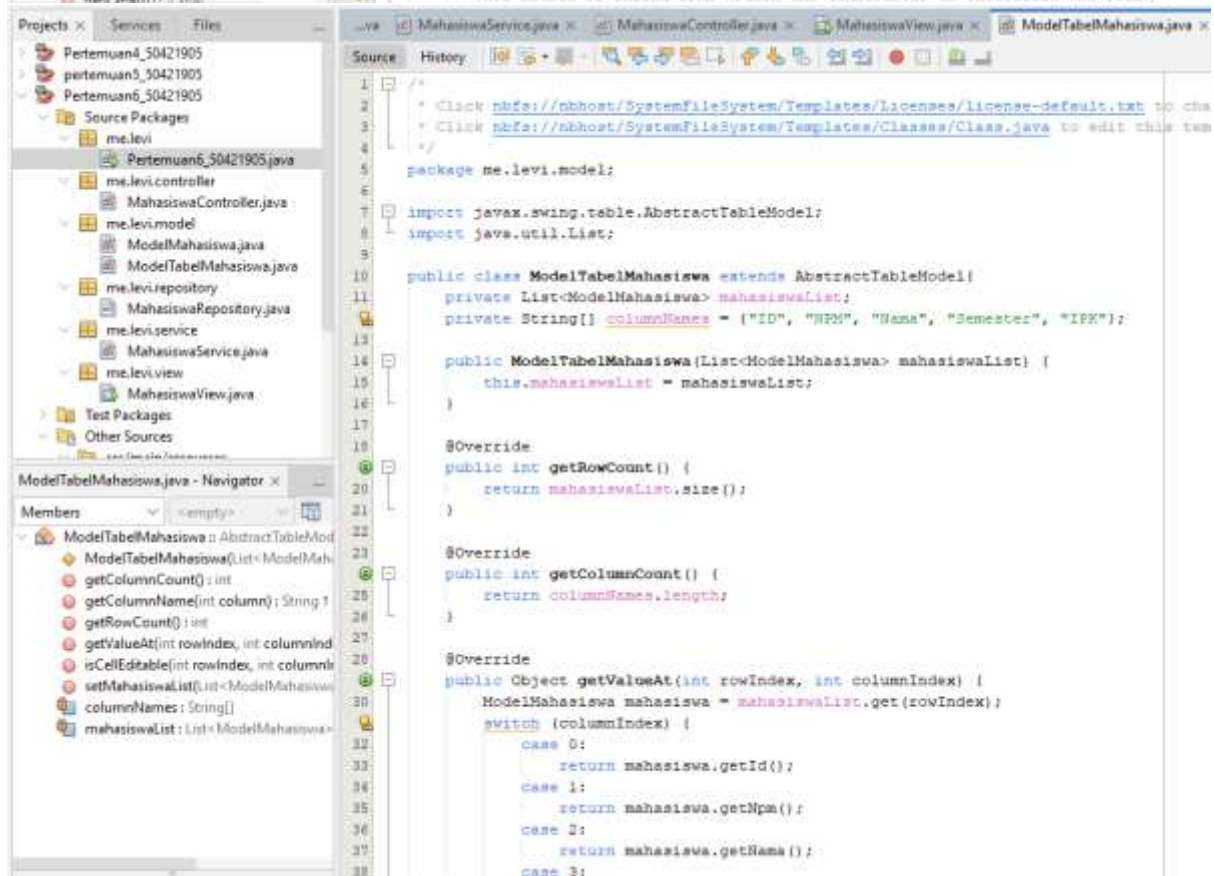 Projects × Services Files
Pertemuan4_50421905
pertemuan5_50421905
Pertemuan6_50421905
Source Packages
me.levi
Pertemuan6_50421905.java
me.levi.controller
MahasiswaController.java
me.levi.model
ModelMahasiswa.java
ModelTabelMahasiswa.java
me.levi.repository
MahasiswaRepository.java
me.levi.service
MahasiswaService.java
me.levi.view
MahasiswaView.java
Test Packages
Other Sources
ModelTabelMahasiswa.java - Navigator ×
Members <empty>
ModelTabelMahasiswa :: AbstractTableMod
ModelTabelMahasiswa(List<ModelMah
getColumnCount() : int
getColumnName(int column) : String
getRowCount() : int
getValueAt(int rowIndex, int columnInd
isCellEditable(int rowIndex, int columnIn
setMahasiswaList(List<ModelMahasisw
columnNames : String[]
mahasiswaList : List<ModelMahasiswa>
...va MahasiswaService.java × MahasiswaController.java × MahasiswaView.java × ModelTabelMahasiswa.java ×
Source History
1 /*
2 * Click nbfs://nbhost/SystemFileSystem/Templates/Licenses/license-default.txt to cha
3 * Click nbfs://nbhost/SystemFileSystem/Templates/Classes/Class.java to edit this tem
4 */
5 package me.levi.model;
6
7 import javax.swing.table.AbstractTableModel;
8 import java.util.List;
9
10 public class ModelTabelMahasiswa extends AbstractTableModel{
11 private List<ModelMahasiswa> mahasiswaList;
private String[] columnNames = {"ID", "NPM", "Nama", "Semester", "IPK"};
13
14 public ModelTabelMahasiswa(List<ModelMahasiswa> mahasiswaList) {
15 this.mahasiswaList = mahasiswaList;
16 }
17
18 @Override
public int getRowCount() {
20 return mahasiswaList.size();
21 }
22
23 @Override
public int getColumnCount() {
25 return columnNames.length;
26 }
27
28 @Override
public Object getValueAt(int rowIndex, int columnIndex) {
30 ModelMahasiswa mahasiswa = mahasiswaList.get(rowIndex);
switch (columnIndex) {
32 case 0:
33 return mahasiswa.getId();
34 case 1:
35 return mahasiswa.getNpm();
36 case 2:
37 return mahasiswa.getNama();
38 case 3: